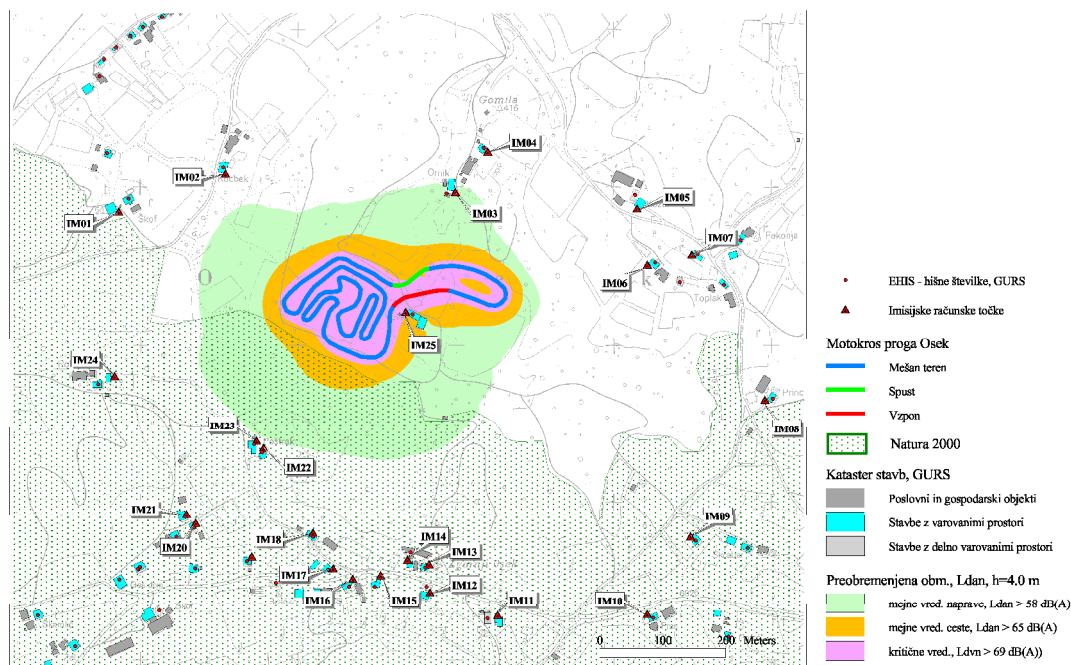 Gomila
416
IM04
IM02
Ornik
IM03
IM01
Škof
IM05
IM07
Pekonja
O
IM06
k
Toplak
IM25
IM24
Princ
IM08
IM23
IM22
IM21
IM09
IM20
IM18
IM14
IM13
IM17
IM16
IM15
IM12
IM11
IM10
0 100 200 Meters
EHIS - hišne številke, GURS
Imisijske računske točke
Motokros proga Osek
Mešan teren
Spust
Vzpon
Natura 2000
Kataster stavb, GURS
Poslovni in gospodarski objekti
Stavbe z varovanimi prostori
Stavbe z delno varovanimi prostori
Preobremenjena obm., Ldan, h=4.0 m
mejne vred. naprave, Ldan > 58 dB(A)
mejne vred. ceste, Ldan > 65 dB(A)
kritične vred., Ldvn > 69 dB(A))